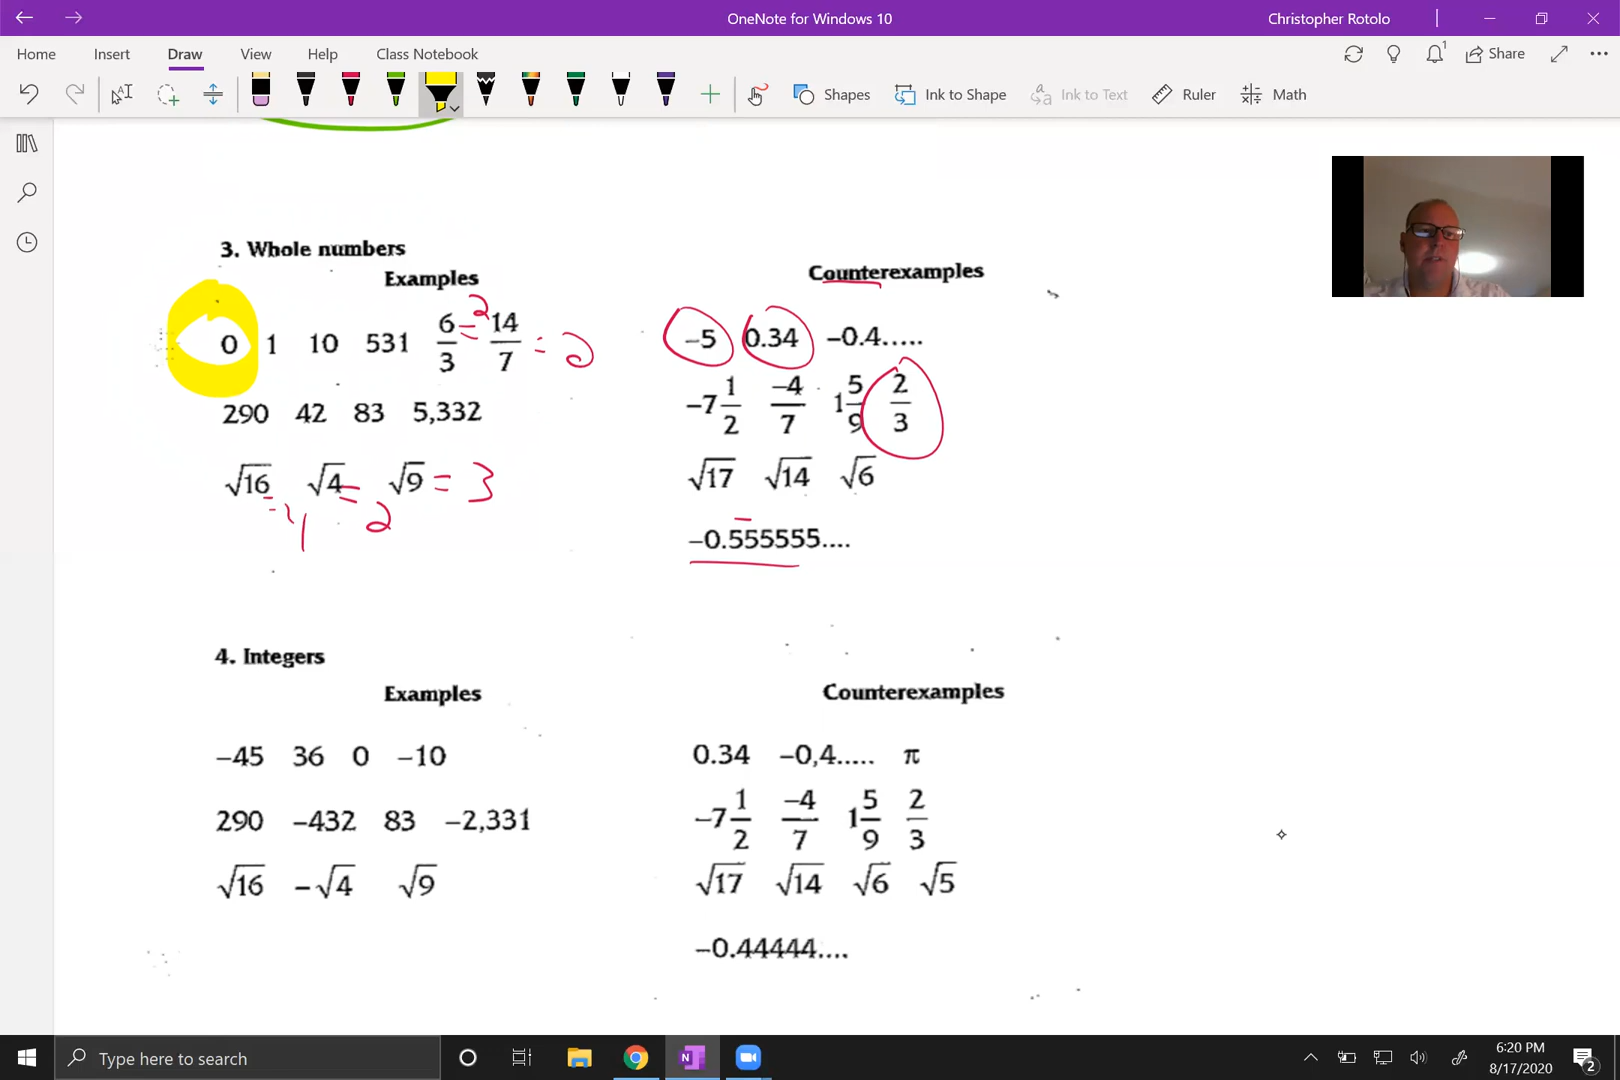 OneNote for Windows 10
Christopher Rotolo
Home Insert Draw View Help Class Notebook
1 Share
Shapes Ink to Shape Ink to Text Ruler Math
3. Whole numbers
Examples
0 1 10 531 6/3 = 2 14/7 = 2
290 42 83 5,332
√16 = 4 √4 = 2 √9 = 3
Counterexamples
−5 0.34 −0.4.....
−7 1/2 −4/7 1 5/9 2/3
√17 √14 √6
−0.555555....
4. Integers
Examples
−45 36 0 −10
290 −432 83 −2,331
√16 −√4 √9
Counterexamples
0.34 −0,4..... π
−7 1/2 −4/7 1 5/9 2/3
√17 √14 √6 √5
−0.44444....
Type here to search
6:20 PM
8/17/2020
2